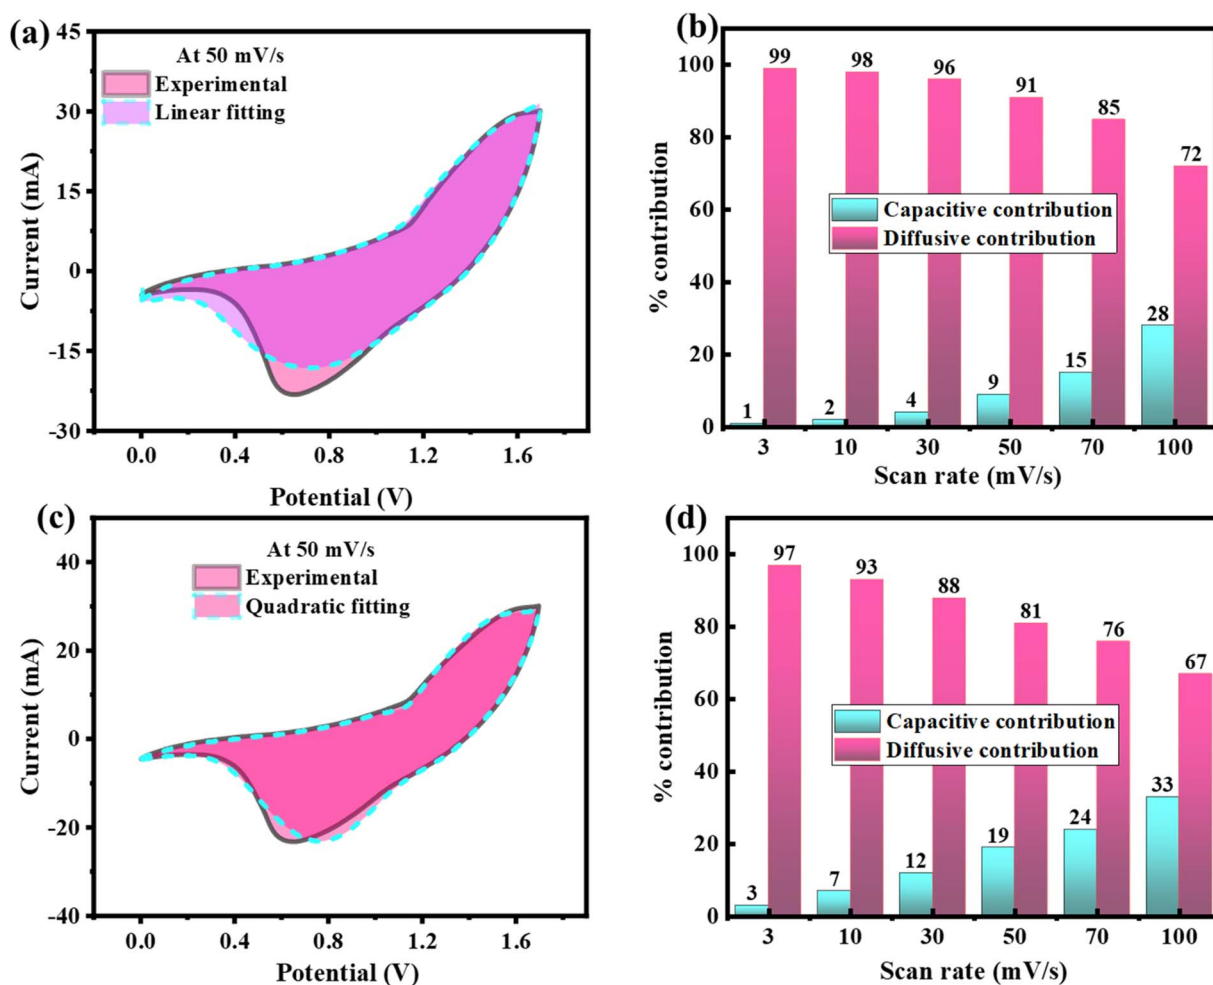 (a)
At 50 mV/s
Experimental
Linear fitting
Current (mA)
45
30
15
0
-15
-30
0.0 0.4 0.8 1.2 1.6
Potential (V)
(b)
% contribution
100
80
60
40
20
0
99 98 96 91 85 72
1 2 4 9 15 28
Capacitive contribution
Diffusive contribution
3 10 30 50 70 100
Scan rate (mV/s)
(c)
At 50 mV/s
Experimental
Quadratic fitting
Current (mA)
40
20
0
-20
-40
0.0 0.4 0.8 1.2 1.6
Potential (V)
(d)
% contribution
100
80
60
40
20
0
97 93 88 81 76 67
3 7 12 19 24 33
Capacitive contribution
Diffusive contribution
3 10 30 50 70 100
Scan rate (mV/s)